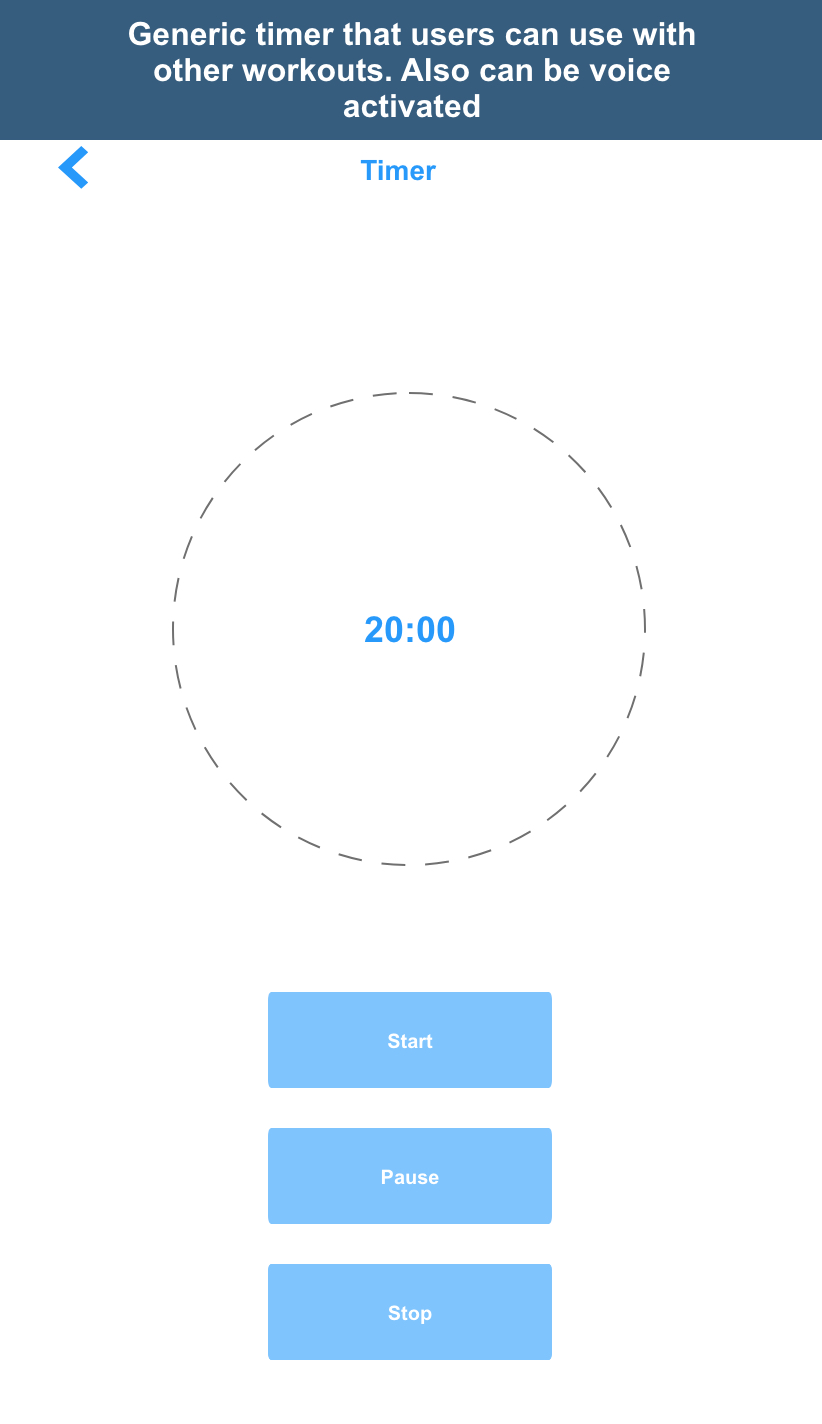 Generic timer that users can use with
other workouts. Also can be voice
activated
Timer
20:00
Start
Pause
Stop